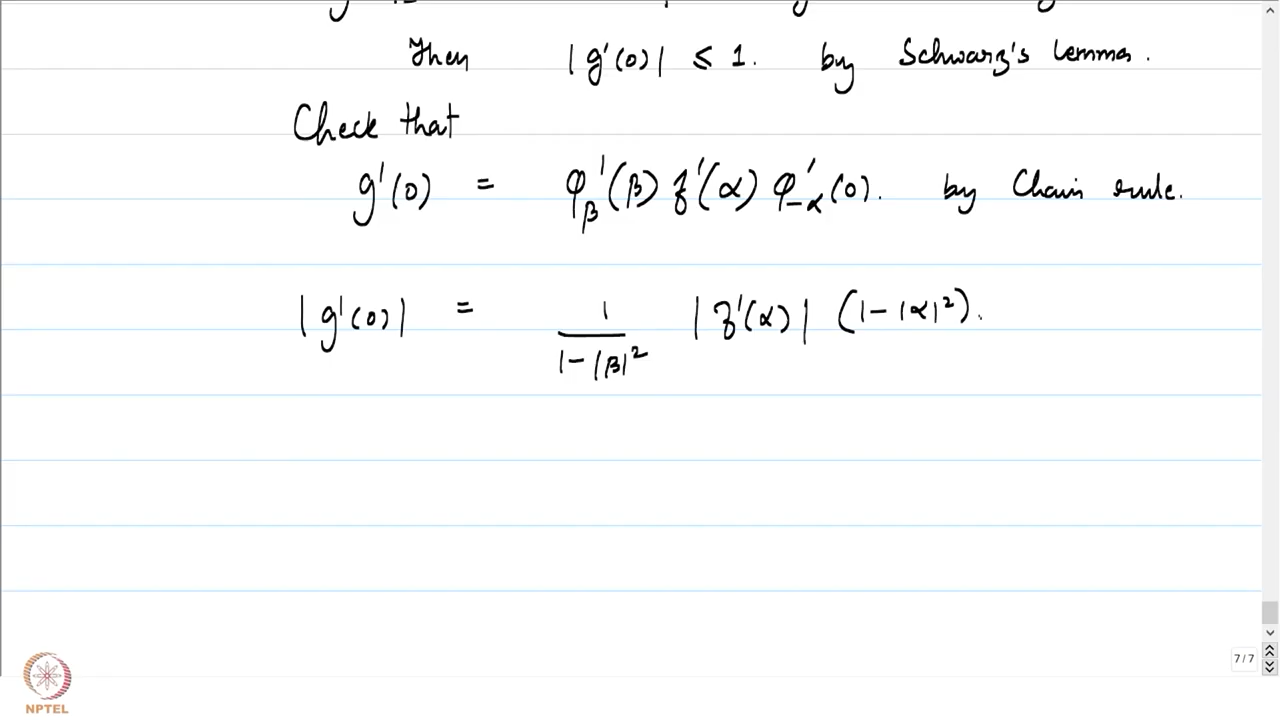 Then |g'(0)| ≤ 1. by Schwarz's lemma.
Check that
g'(0) = φ'_β(β) f'(α) φ'_{-α}(0). by Chain rule.
|g'(0)| = 1/(1-|β|²) |f'(α)| (1-|α|²).
7/7
NPTEL